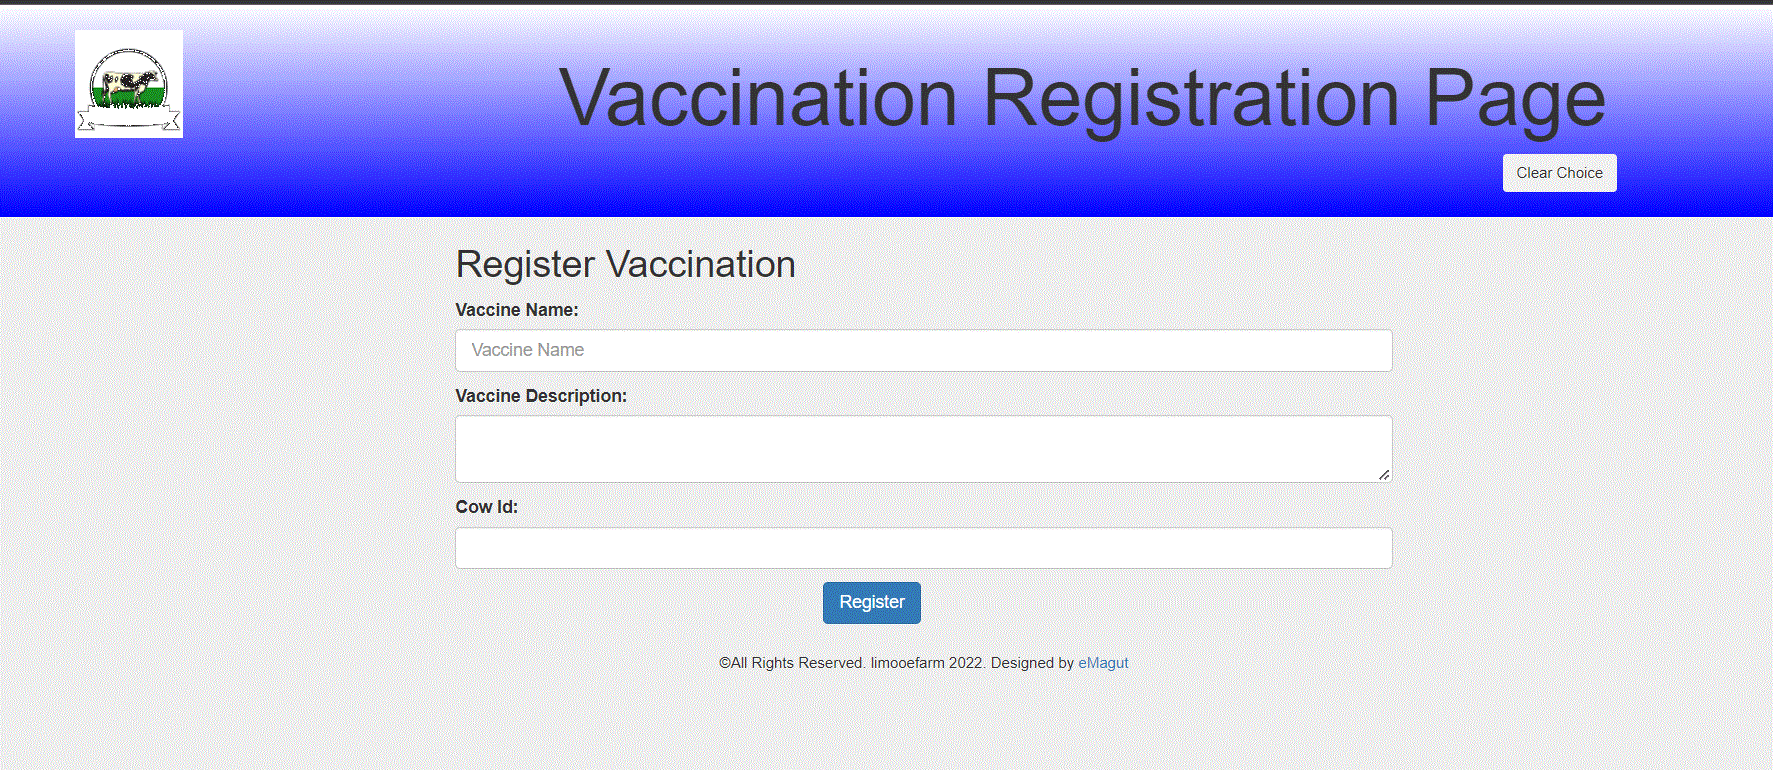 Vaccination Registration Page
Clear Choice
Register Vaccination
Vaccine Name:
Vaccine Name
Vaccine Description:
Cow Id:
Register
©All Rights Reserved. limooefarm 2022. Designed by eMagut